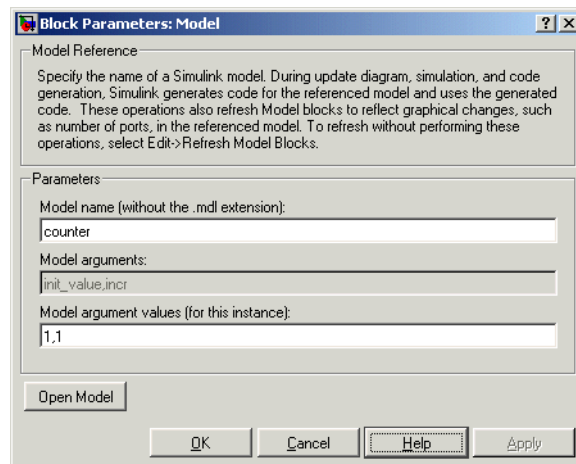 Block Parameters: Model
Model Reference
Specify the name of a Simulink model. During update diagram, simulation, and code
generation, Simulink generates code for the referenced model and uses the generated
code.  These operations also refresh Model blocks to reflect graphical changes, such
as number of ports, in the referenced model. To refresh without performing these
operations, select Edit->Refresh Model Blocks.
Parameters
Model name (without the .mdl extension):
counter
Model arguments:
init_value,incr
Model argument values (for this instance):
1,1
Open Model
OK Cancel Help Apply